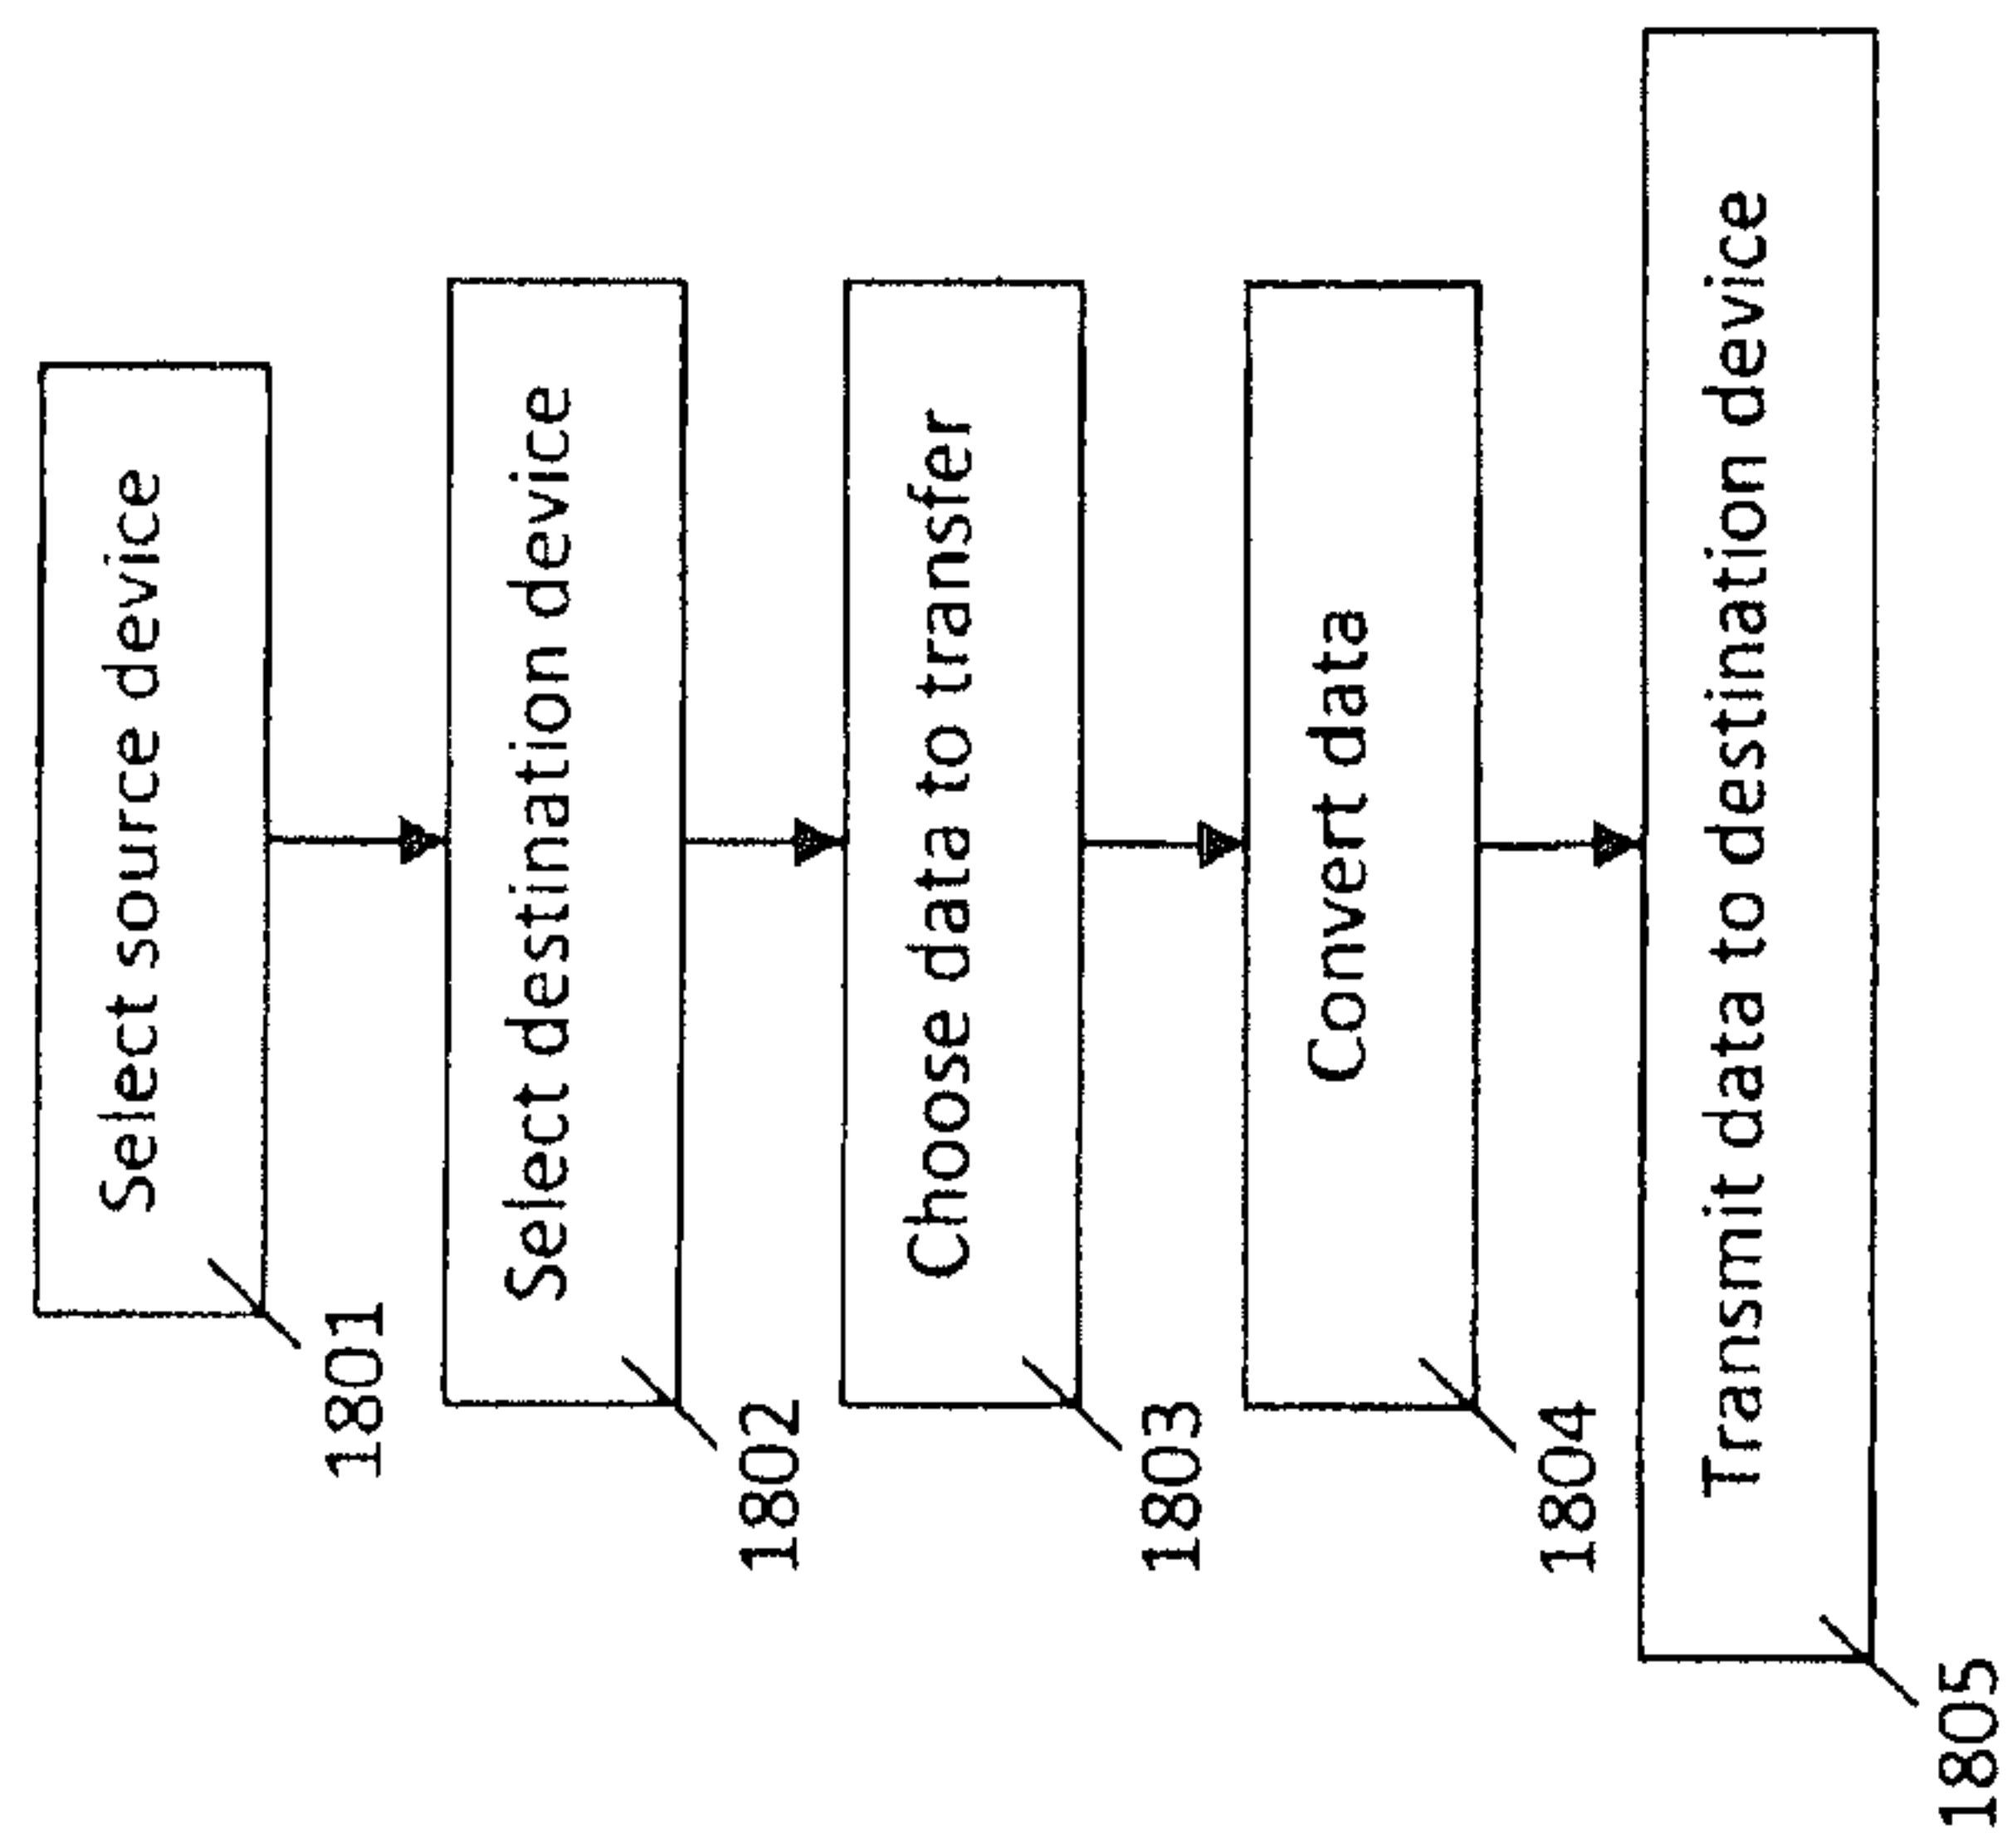 Select source device
1801
Select destination device
1802
Choose data to transfer
1803
Convert data
1804
Transmit data to destination device
1805